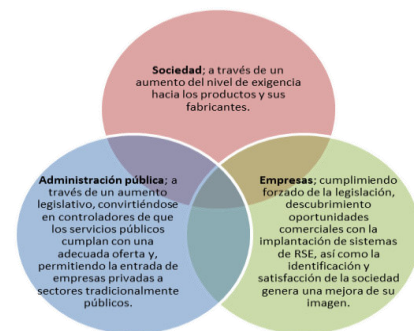 Sociedad; a través de un
aumento del nivel de exigencia
hacia los productos y sus
fabricantes.
Administración pública; a
través de un aumento
legislativo, convirtiéndose
en controladores de que
los servicios públicos
cumplan con una
adecuada oferta y,
permitiendo la entrada de
empresas privadas a
sectores tradicionalmente
públicos.
Empresas; cumplimiendo
forzado de la legislación,
descubrimiento
oportunidades
comerciales con la
implantación de sistemas
de RSE, así como la
identificación y
satisfacción de la sociedad
genera una mejora de su
imagen.